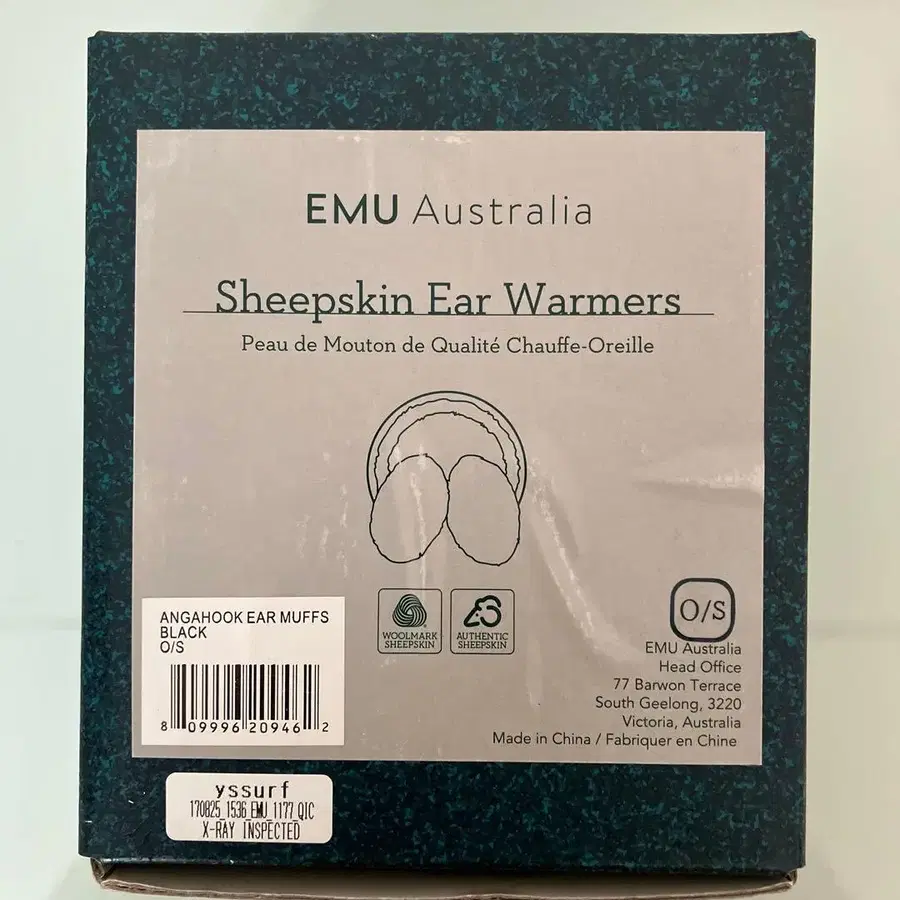 EMU Australia
Sheepskin Ear Warmers
Peau de Mouton de Qualité Chauffe-Oreille
WOOLMARK
SHEEPSKIN
AUTHENTIC
SHEEPSKIN
O/S
EMU Australia
Head Office
77 Barwon Terrace
South Geelong, 3220
Victoria, Australia
Made in China / Fabriquer en Chine
ANGAHOOK EAR MUFFS
BLACK
O/S
8 09996 20946 2
yssurf
170825_1536_EMU_1177_QIC
X-RAY INSPECTED